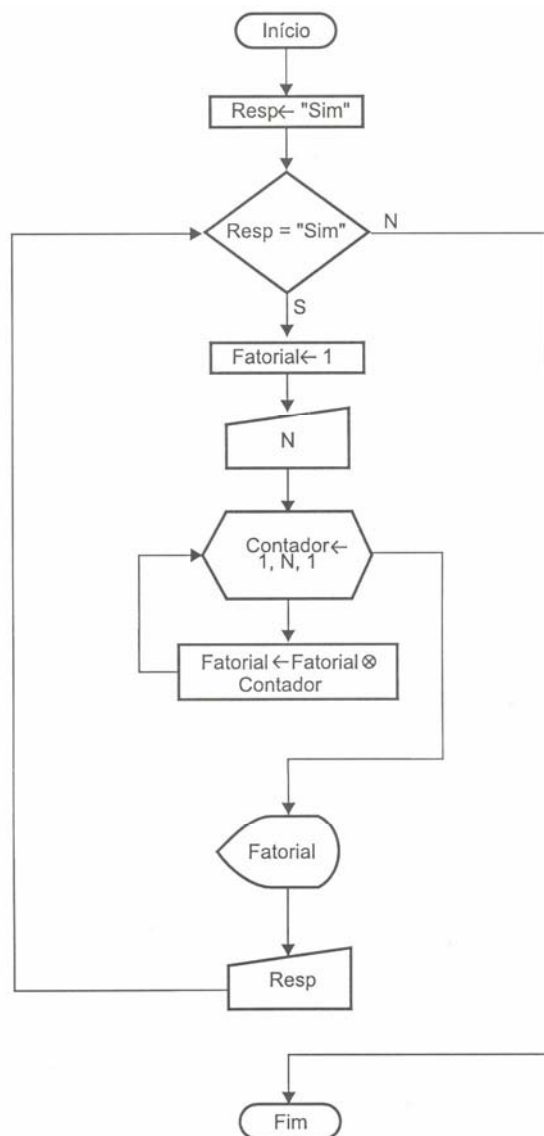 Início
Resp← "Sim"
Resp = "Sim"
N
S
Fatorial← 1
N
Contador←
1, N, 1
Fatorial←Fatorial⊗
Contador
Fatorial
Resp
Fim